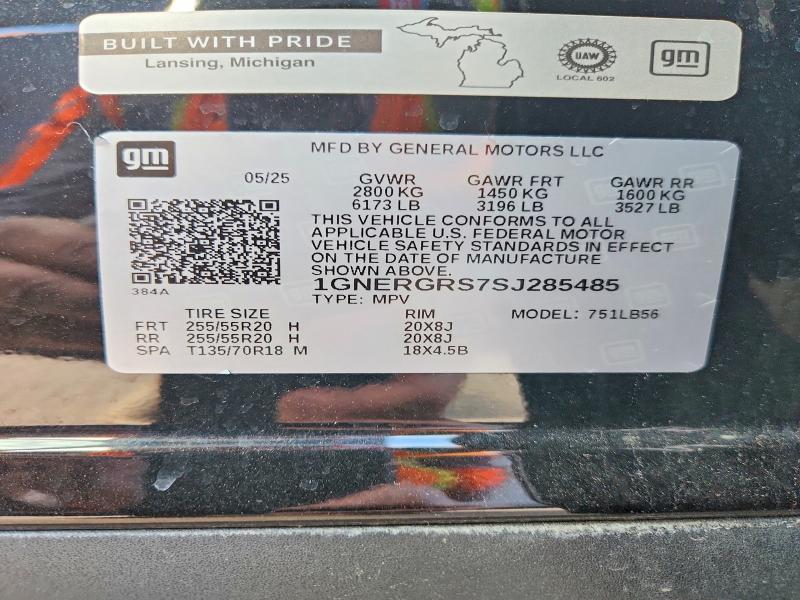 BUILT WITH PRIDE
Lansing, Michigan
UAW
LOCAL 602
gm
gm
MFD BY GENERAL MOTORS LLC
05/25
GVWR GAWR FRT GAWR RR
2800 KG 1450 KG 1600 KG
6173 LB 3196 LB 3527 LB
THIS VEHICLE CONFORMS TO ALL
APPLICABLE U.S. FEDERAL MOTOR
VEHICLE SAFETY STANDARDS IN EFFECT
ON THE DATE OF MANUFACTURE
SHOWN ABOVE.
384A
1GNERGRS7SJ285485
TYPE: MPV
TIRE SIZE RIM MODEL: 751LB56
FRT 255/55R20 H 20X8J
RR 255/55R20 H 20X8J
SPA T135/70R18 M 18X4.5B